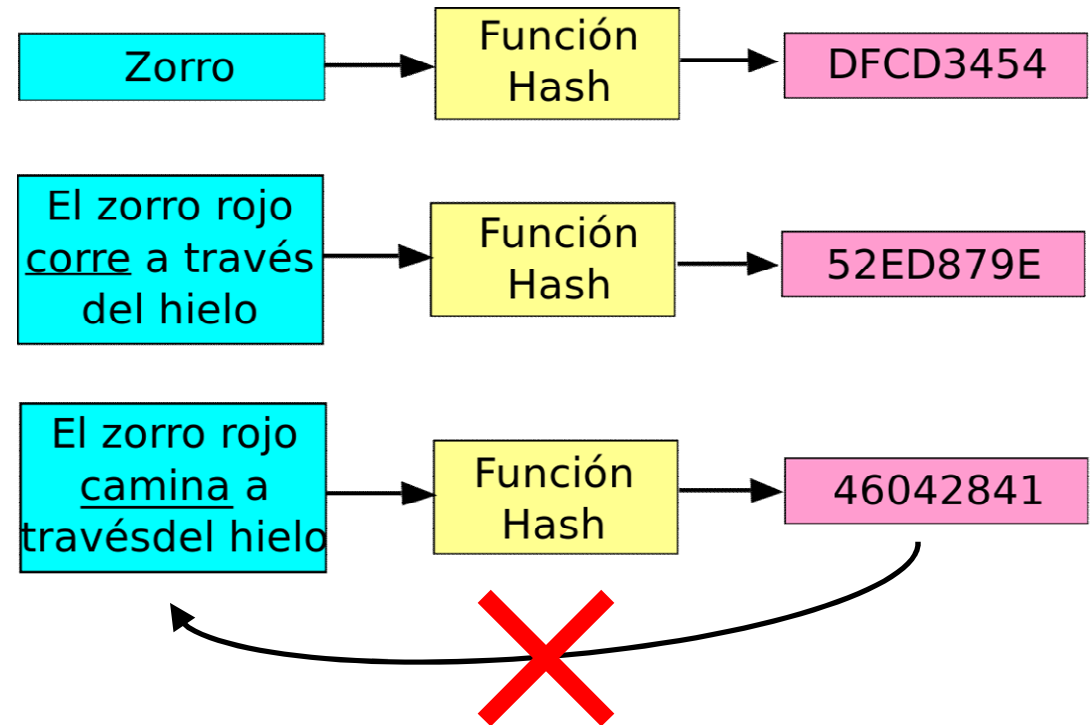 Zorro
Función
Hash
DFCD3454
El zorro rojo
corre a través
del hielo
Función
Hash
52ED879E
El zorro rojo
camina a
travésdel hielo
Función
Hash
46042841